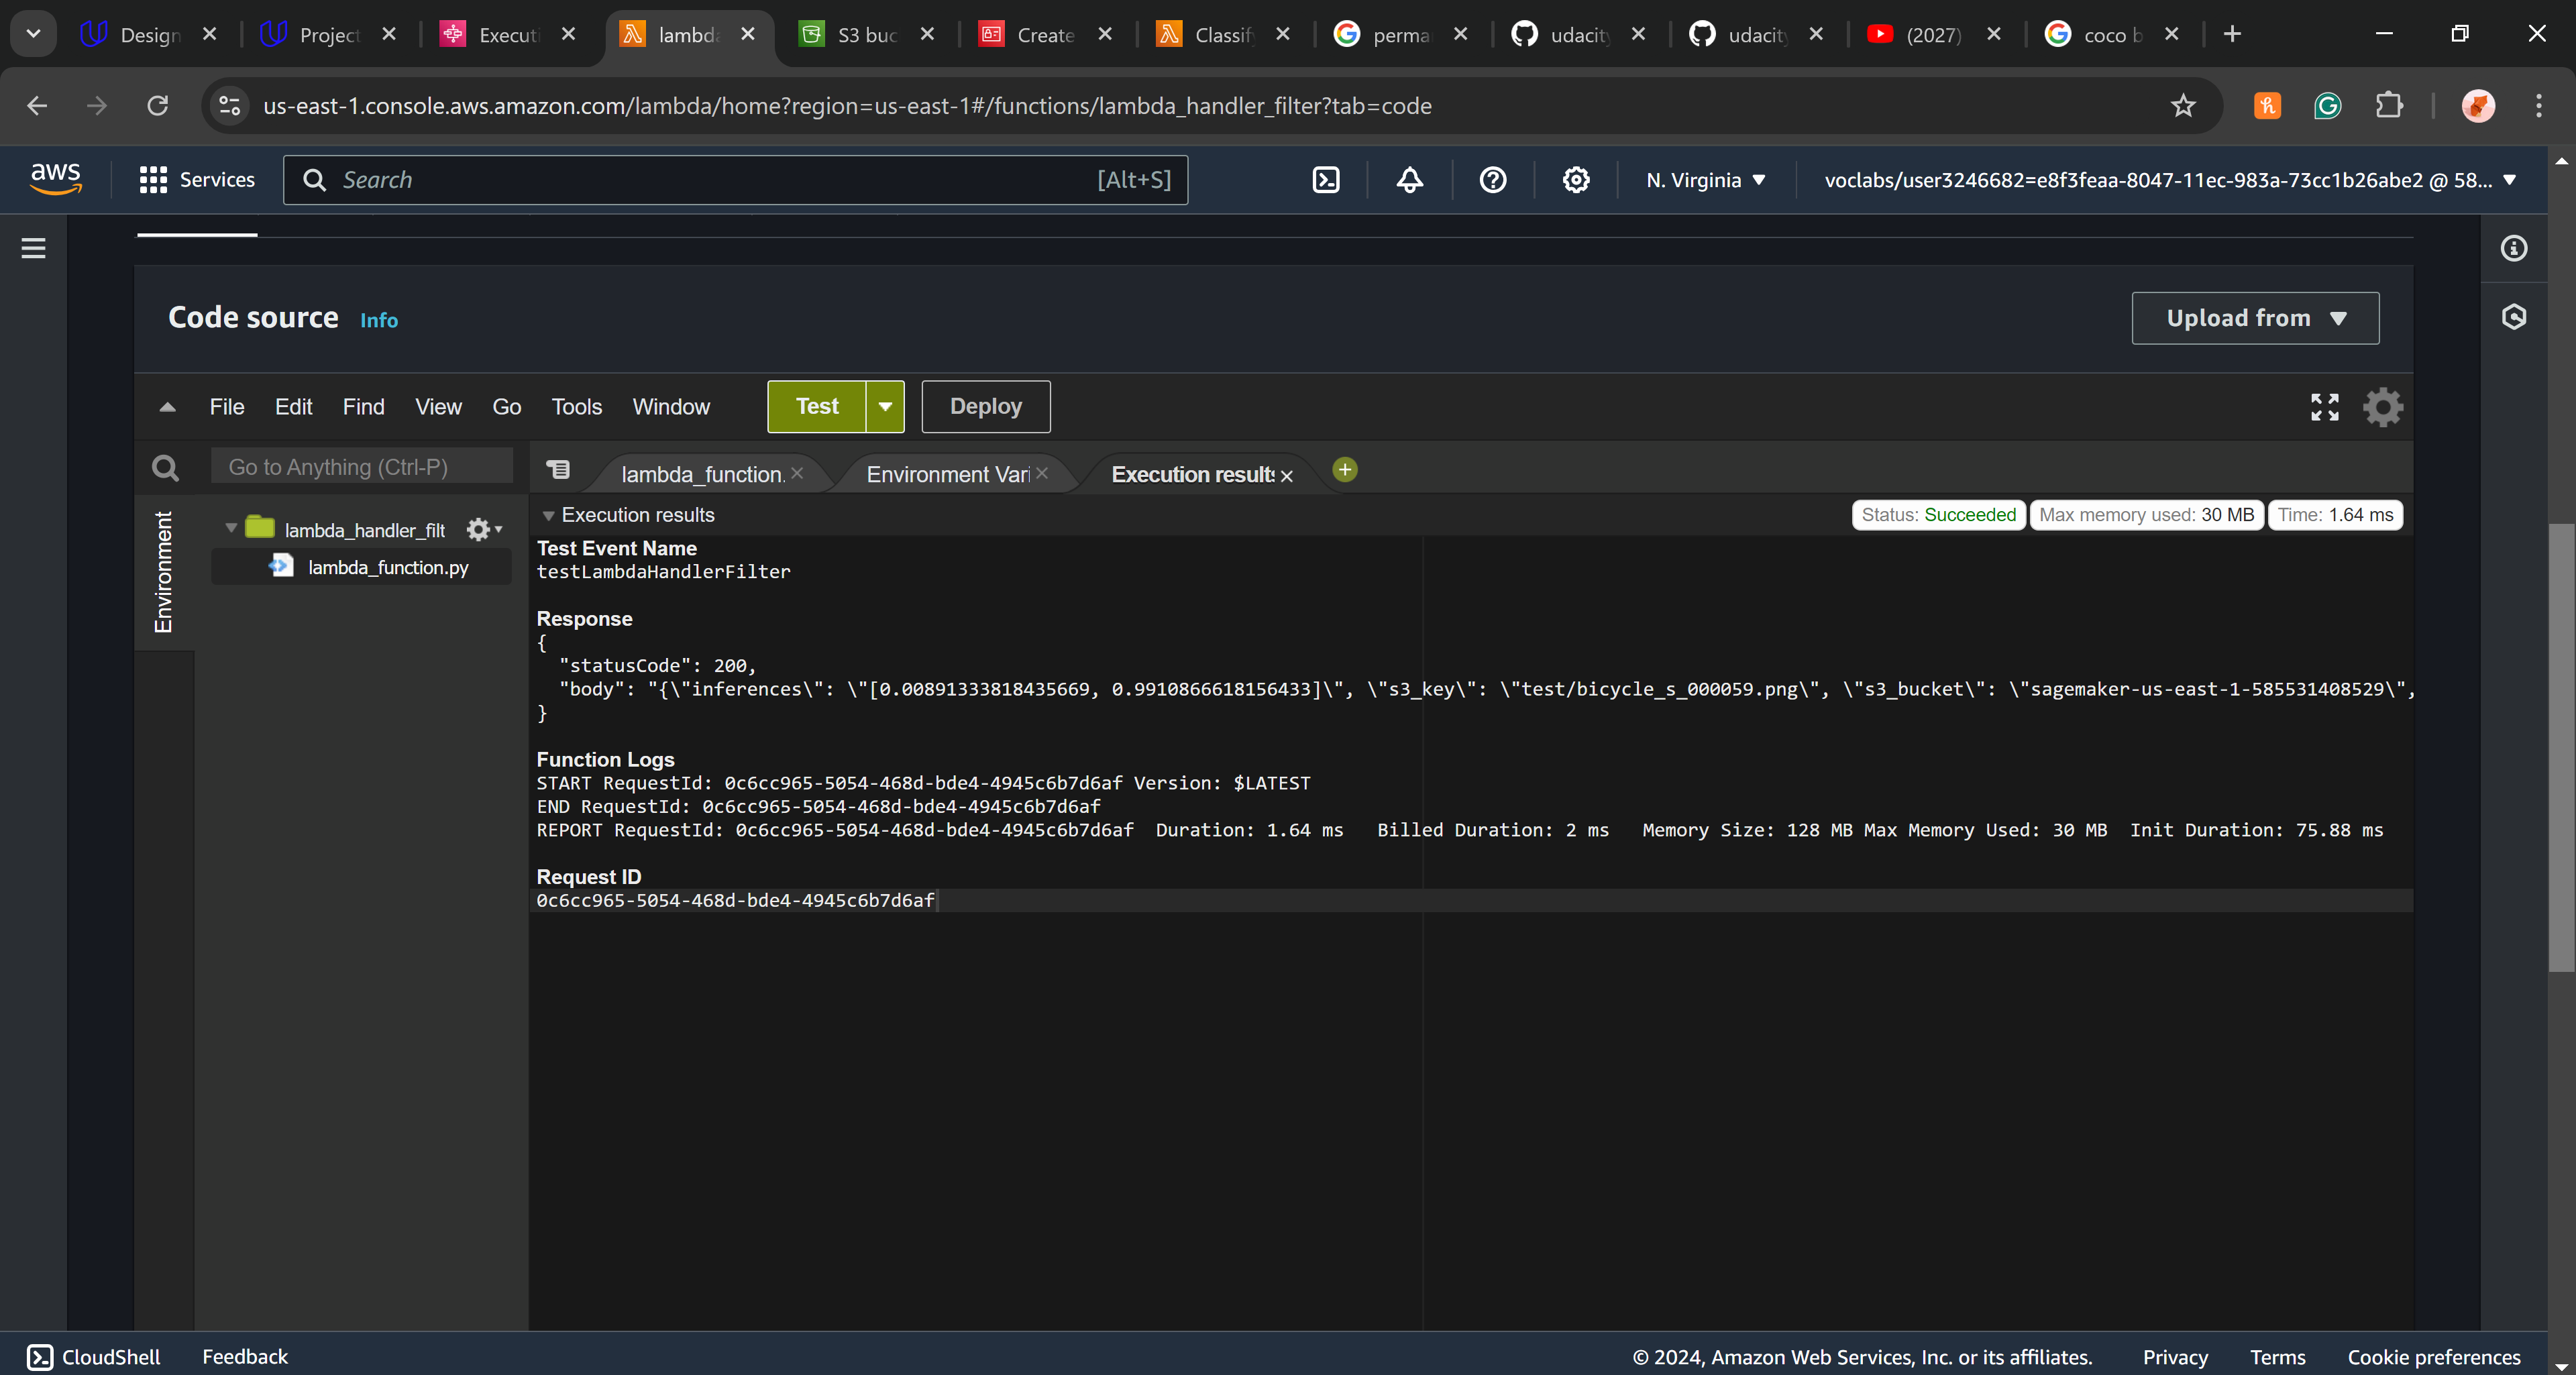 Design
Project
Executi
lambda
S3 buc
Create
Classify
perma
udacity
udacity
(2027)
coco b
us-east-1.console.aws.amazon.com/lambda/home?region=us-east-1#/functions/lambda_handler_filter?tab=code
aws
Services
Search
[Alt+S]
N. Virginia
voclabs/user3246682=e8f3feaa-8047-11ec-983a-73cc1b26abe2 @ 58...
Code source Info
Upload from
File Edit Find View Go Tools Window
Test
Deploy
Go to Anything (Ctrl-P)
lambda_function.
Environment Vari
Execution results
Environment
lambda_handler_filt
lambda_function.py
Execution results
Status: Succeeded
Max memory used: 30 MB
Time: 1.64 ms
Test Event Name
testLambdaHandlerFilter
Response
{
"statusCode": 200,
"body": "{\"inferences\": \"[0.00891333818435669, 0.9910866618156433]\", \"s3_key\": \"test/bicycle_s_000059.png\", \"s3_bucket\": \"sagemaker-us-east-1-585531408529\",
}
Function Logs
START RequestId: 0c6cc965-5054-468d-bde4-4945c6b7d6af Version: $LATEST
END RequestId: 0c6cc965-5054-468d-bde4-4945c6b7d6af
REPORT RequestId: 0c6cc965-5054-468d-bde4-4945c6b7d6af Duration: 1.64 ms Billed Duration: 2 ms Memory Size: 128 MB Max Memory Used: 30 MB Init Duration: 75.88 ms
Request ID
0c6cc965-5054-468d-bde4-4945c6b7d6af
CloudShell
Feedback
© 2024, Amazon Web Services, Inc. or its affiliates.
Privacy
Terms
Cookie preferences